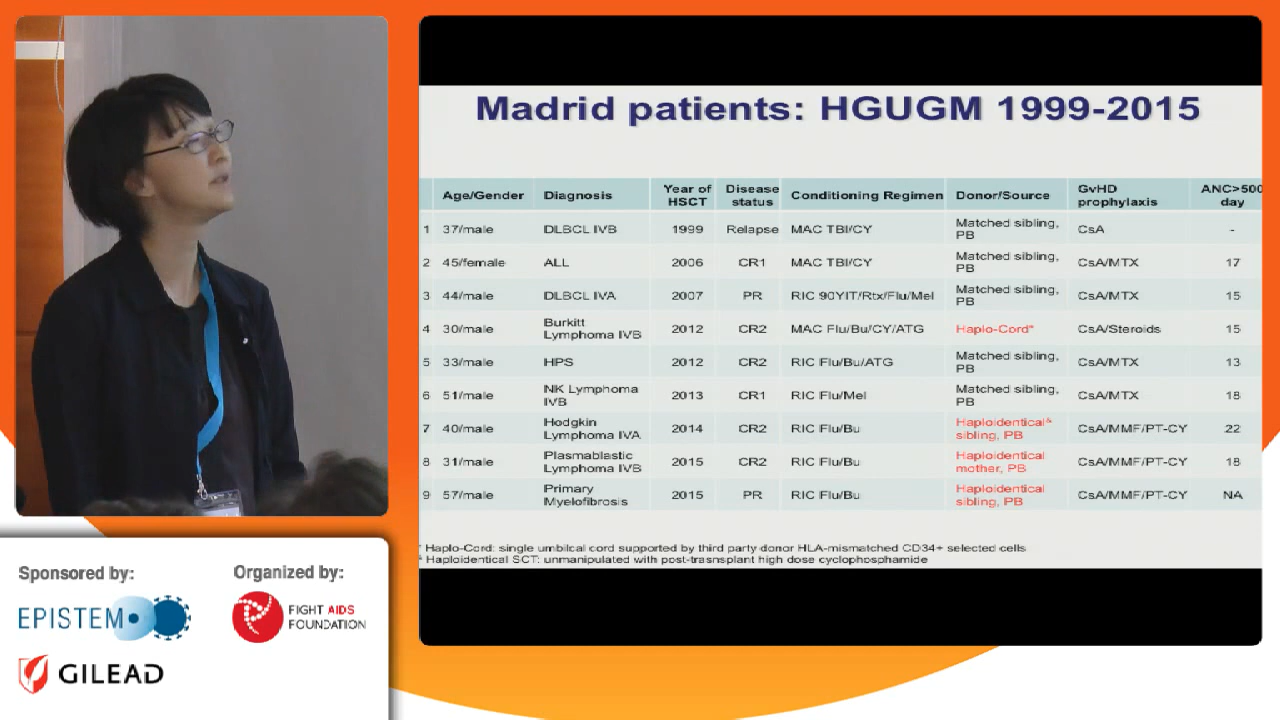 Madrid patients: HGUGM 1999-2015
Age/Gender Diagnosis Year of HSCT Disease status Conditioning Regimen Donor/Source GvHD prophylaxis ANC>500 day
1 37/male DLBCL IVB 1999 Relapse MAC TBI/CY Matched sibling, PB CsA -
2 45/female ALL 2006 CR1 MAC TBI/CY Matched sibling, PB CsA/MTX 17
3 44/male DLBCL IVA 2007 PR RIC 90YIT/Rtx/Flu/Mel Matched sibling, PB CsA/MTX 15
4 30/male Burkitt Lymphoma IVB 2012 CR2 MAC Flu/Bu/CY/ATG Haplo-Cord* CsA/Steroids 15
5 33/male HPS 2012 CR2 RIC Flu/Bu/ATG Matched sibling, PB CsA/MTX 13
6 51/male NK Lymphoma IVB 2013 CR1 RIC Flu/Mel Matched sibling, PB CsA/MTX 18
7 40/male Hodgkin Lymphoma IVA 2014 CR2 RIC Flu/Bu Haploidentical& sibling, PB CsA/MMF/PT-CY 22
8 31/male Plasmablastic Lymphoma IVB 2015 CR2 RIC Flu/Bu Haploidentical mother, PB CsA/MMF/PT-CY 18
9 57/male Primary Myelofibrosis 2015 PR RIC Flu/Bu Haploidentical sibling, PB CsA/MMF/PT-CY NA
* Haplo-Cord: single umbilcal cord supported by third party donor HLA-mismatched CD34+ selected cells
& Haploidentical SCT: unmanipulated with post-trasnsplant high dose cyclophosphamide
Sponsored by:
EPISTEM
GILEAD
Organized by:
FIGHT AIDS
FOUNDATION